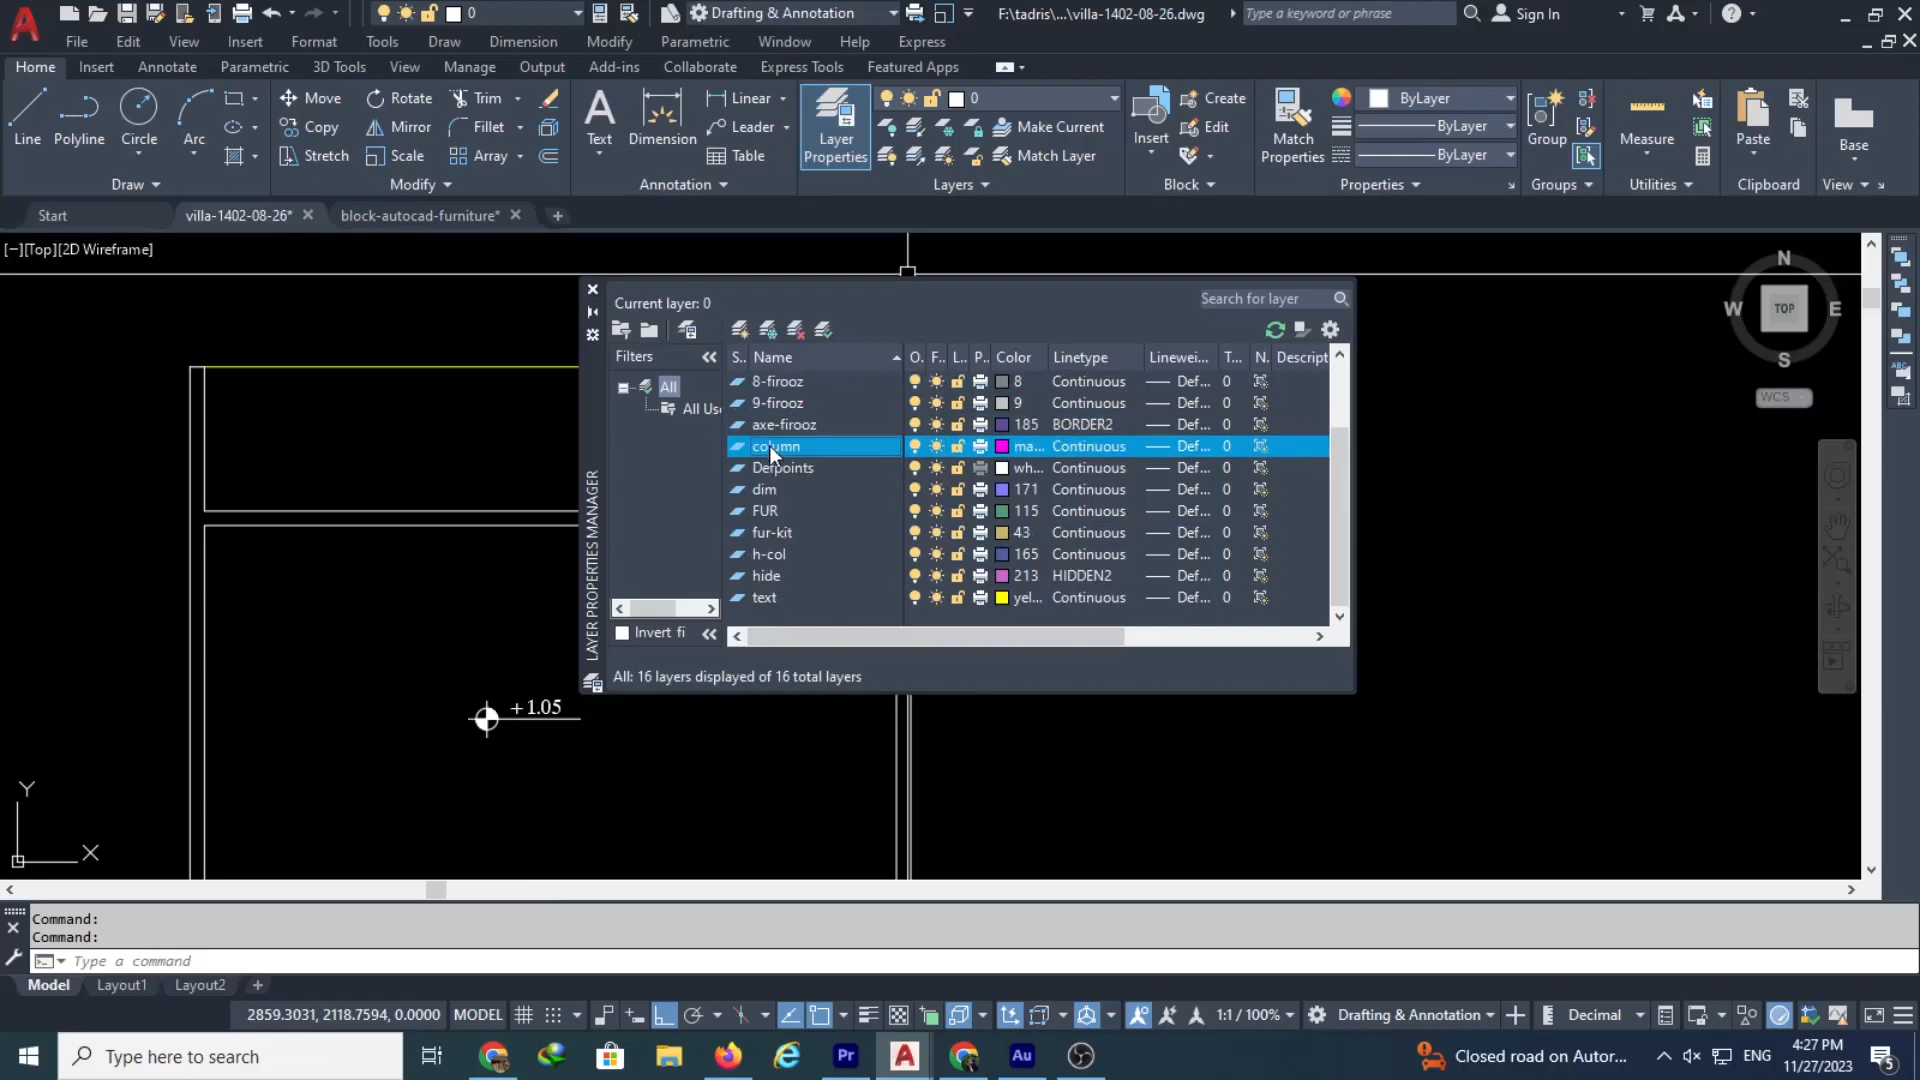 0
Drafting & Annotation
F:\tadris\...\villa-1402-08-26.dwg
Type a keyword or phrase
Sign In
File Edit View Insert Format Tools Draw Dimension Modify Parametric Window Help Express
Home Insert Annotate Parametric 3D Tools View Manage Output Add-ins Collaborate Express Tools Featured Apps
Line Polyline Circle Arc
Move Rotate Trim
Copy Mirror Fillet
Stretch Scale Array
Text Dimension
Linear
Leader
Table
Layer Properties
0
Make Current
Match Layer
Insert
Create
Edit
Match Properties
ByLayer
ByLayer
ByLayer
Group
Measure
Paste
Base
Draw Modify Annotation Layers Block Properties Groups Utilities Clipboard View
Start villa-1402-08-26* block-autocad-furniture*
[−][Top][2D Wireframe]
N
W TOP E
S
WCS
Current layer: 0
Search for layer
Filters
All
All Us
Invert fi
LAYER PROPERTIES MANAGER
S.. Name O. F.. L.. P.. Color Linetype Linewei... T... N. Descript
8-firooz 8 Continuous Def... 0
9-firooz 9 Continuous Def... 0
axe-firooz 185 BORDER2 Def... 0
column ma... Continuous Def... 0
Defpoints wh... Continuous Def... 0
dim 171 Continuous Def... 0
FUR 115 Continuous Def... 0
fur-kit 43 Continuous Def... 0
h-col 165 Continuous Def... 0
hide 213 HIDDEN2 Def... 0
text yel... Continuous Def... 0
All: 16 layers displayed of 16 total layers
+1.05
Y
X
Command:
Command:
Type a command
Model Layout1 Layout2
2859.3031, 2118.7594, 0.0000 MODEL
1:1 / 100%
Drafting & Annotation
Decimal
Type here to search
Pr
A
Au
Closed road on Autor...
ENG
4:27 PM
11/27/2023
5